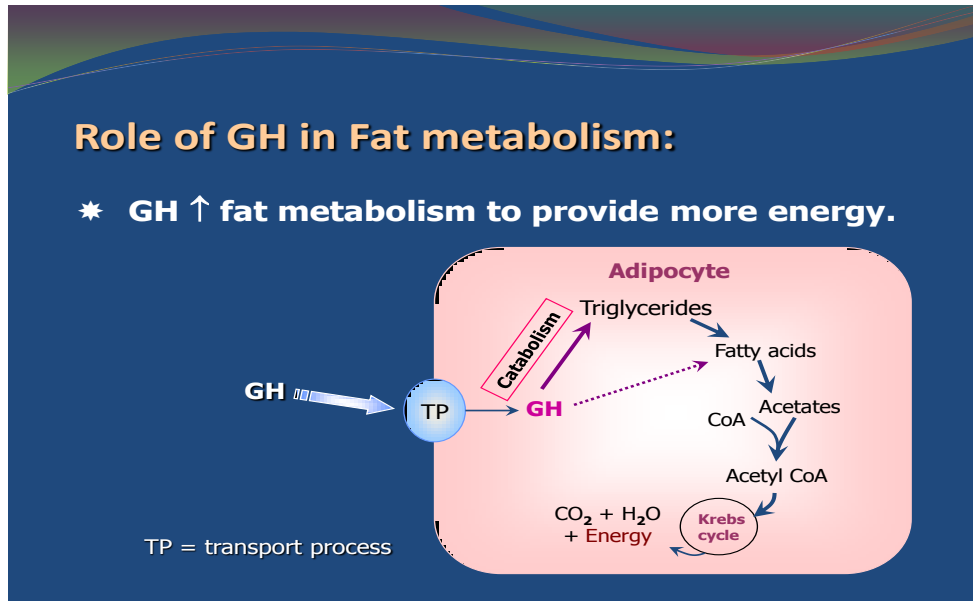 Role of GH in Fat metabolism:
✷ GH ↑ fat metabolism to provide more energy.
Adipocyte
Triglycerides
Catabolism
Fatty acids
GH
TP
GH
Acetates
CoA
Acetyl CoA
CO₂ + H₂O
+ Energy
Krebs
cycle
TP = transport process